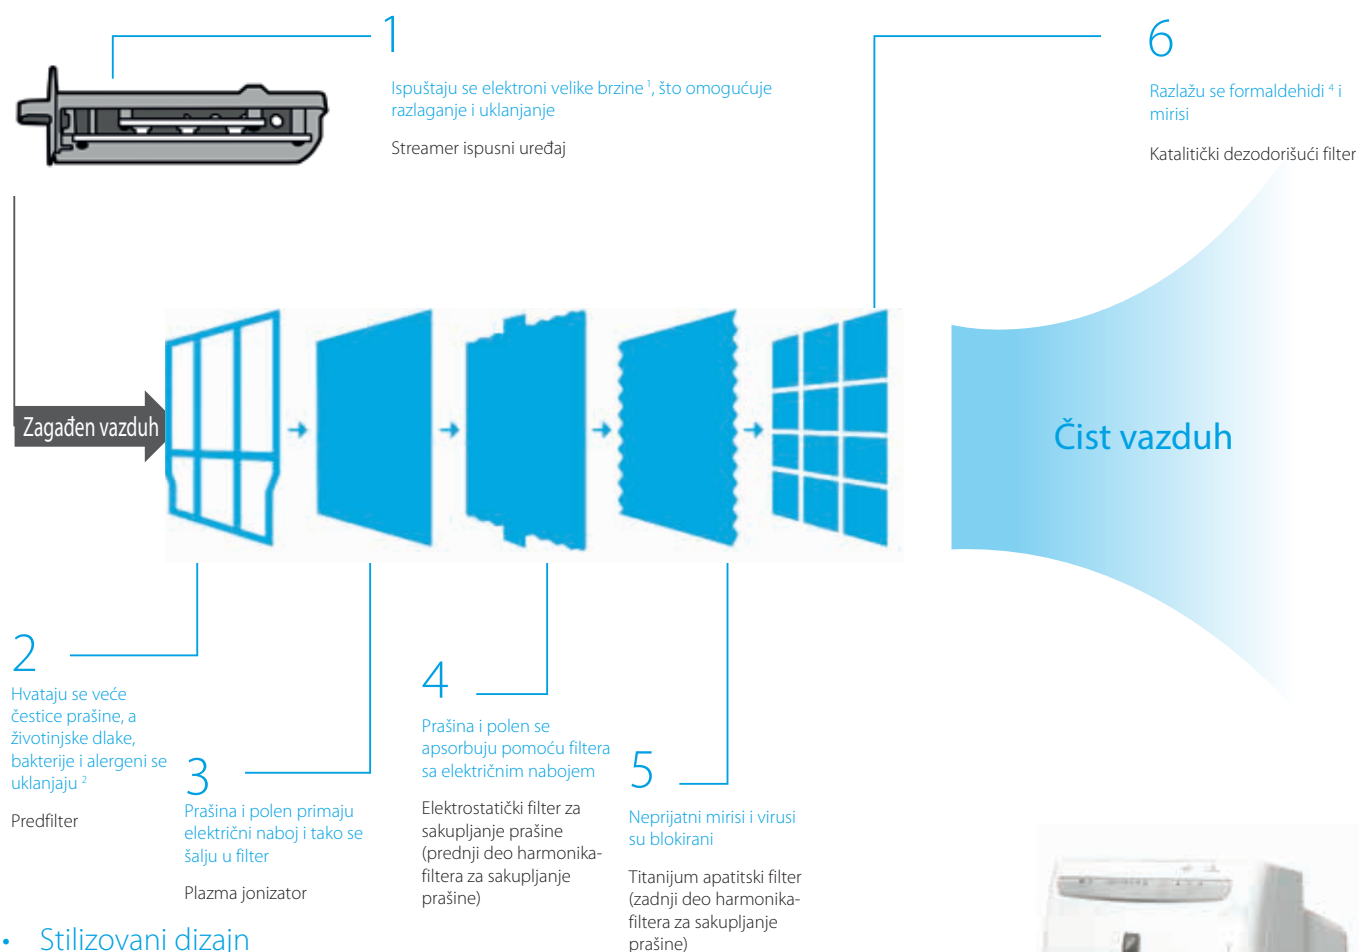 1
Ispuštaju se elektroni velike brzine ¹, što omogućuje
razlaganje i uklanjanje
Streamer ispusni uređaj
6
Razlažu se formaldehidi ⁴ i
mirisi
Katalitički dezodorišući filter
Zagađen vazduh
Čist vazduh
2
Hvataju se veće
čestice prašine, a
životinjske dlake,
bakterije i alergeni se
uklanjaju ²
Predfilter
3
Prašina i polen primaju
električni naboj i tako se
šalju u filter
Plazma jonizator
4
Prašina i polen se
apsorbuju pomoću filtera
sa električnim nabojem
Elektrostatički filter za
sakupljanje prašine
(prednji deo harmonika-
filtera za sakupljanje
prašine)
5
Neprijatni mirisi i virusi
su blokirani
Titanijum apatitski filter
(zadnji deo harmonika-
filtera za sakupljanje
prašine)
• Stilizovani dizajn